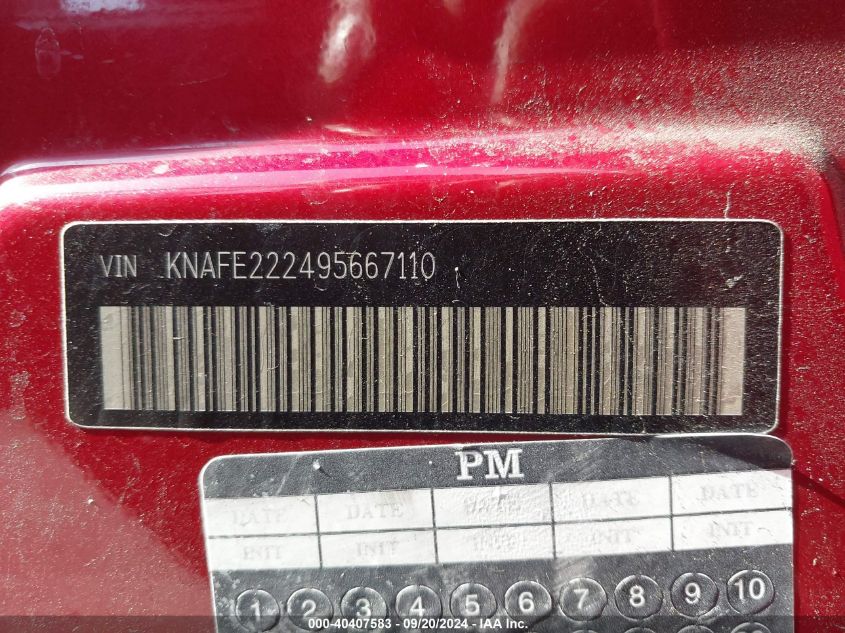 VIN KNAFE222495667110
PM
DATE DATE DATE DATE DATE
INIT INIT INIT INIT INIT
1 2 3 4 5 6 7 8 9 10
000-40407583 - 09/20/2024 - IAA Inc.